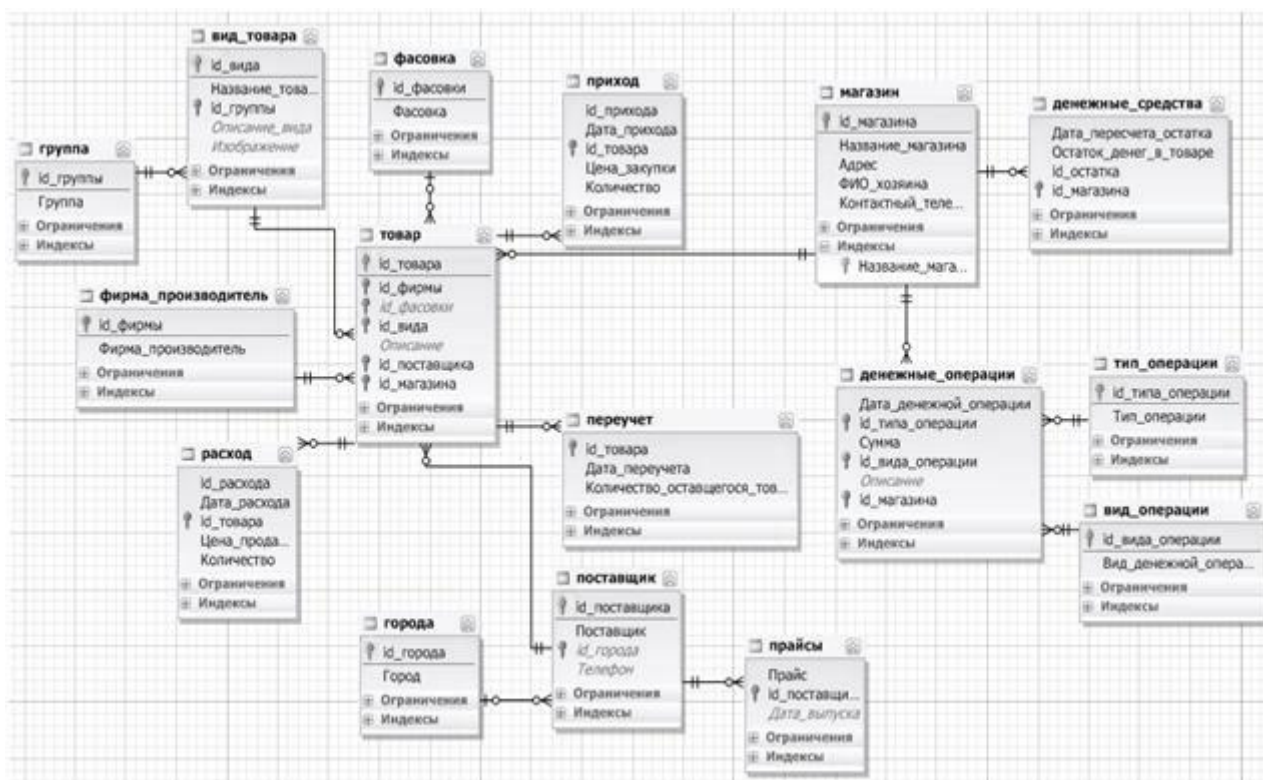 вид_товара
id_вида
Название_това...
id_группы
Описание_вида
Изображение
Ограничения
Индексы
фасовка
id_фасовки
Фасовка
Ограничения
Индексы
приход
id_прихода
Дата_прихода
id_товара
Цена_закупки
Количество
Ограничения
Индексы
магазин
id_магазина
Название_магазина
Адрес
ФИО_хозяина
Контактный_теле...
Ограничения
Индексы
Название_мага...
денежные_средства
Дата_пересчета_остатка
Остаток_денег_в_товаре
id_остатка
id_магазина
Ограничения
Индексы
группа
id_группы
Группа
Ограничения
Индексы
товар
id_товара
id_фирмы
id_фасовки
id_вида
Описание
id_поставщика
id_магазина
Ограничения
Индексы
фирма_производитель
id_фирмы
Фирма_производитель
Ограничения
Индексы
денежные_операции
Дата_денежной_операции
id_типа_операции
Сумма
id_вида_операции
Описание
id_магазина
Ограничения
Индексы
тип_операции
id_типа_операции
Тип_операции
Ограничения
Индексы
расход
id_расхода
Дата_расхода
id_товара
Цена_прода...
Количество
Ограничения
Индексы
переучет
id_товара
Дата_переучета
Количество_оставщегося_тов...
Ограничения
Индексы
вид_операции
id_вида_операции
Вид_денежной_опера...
Ограничения
Индексы
поставщик
id_поставщика
Поставщик
id_города
Телефон
Ограничения
Индексы
города
id_города
Город
Ограничения
Индексы
прайсы
Прайс
id_поставщи...
Дата_выпуска
Ограничения
Индексы